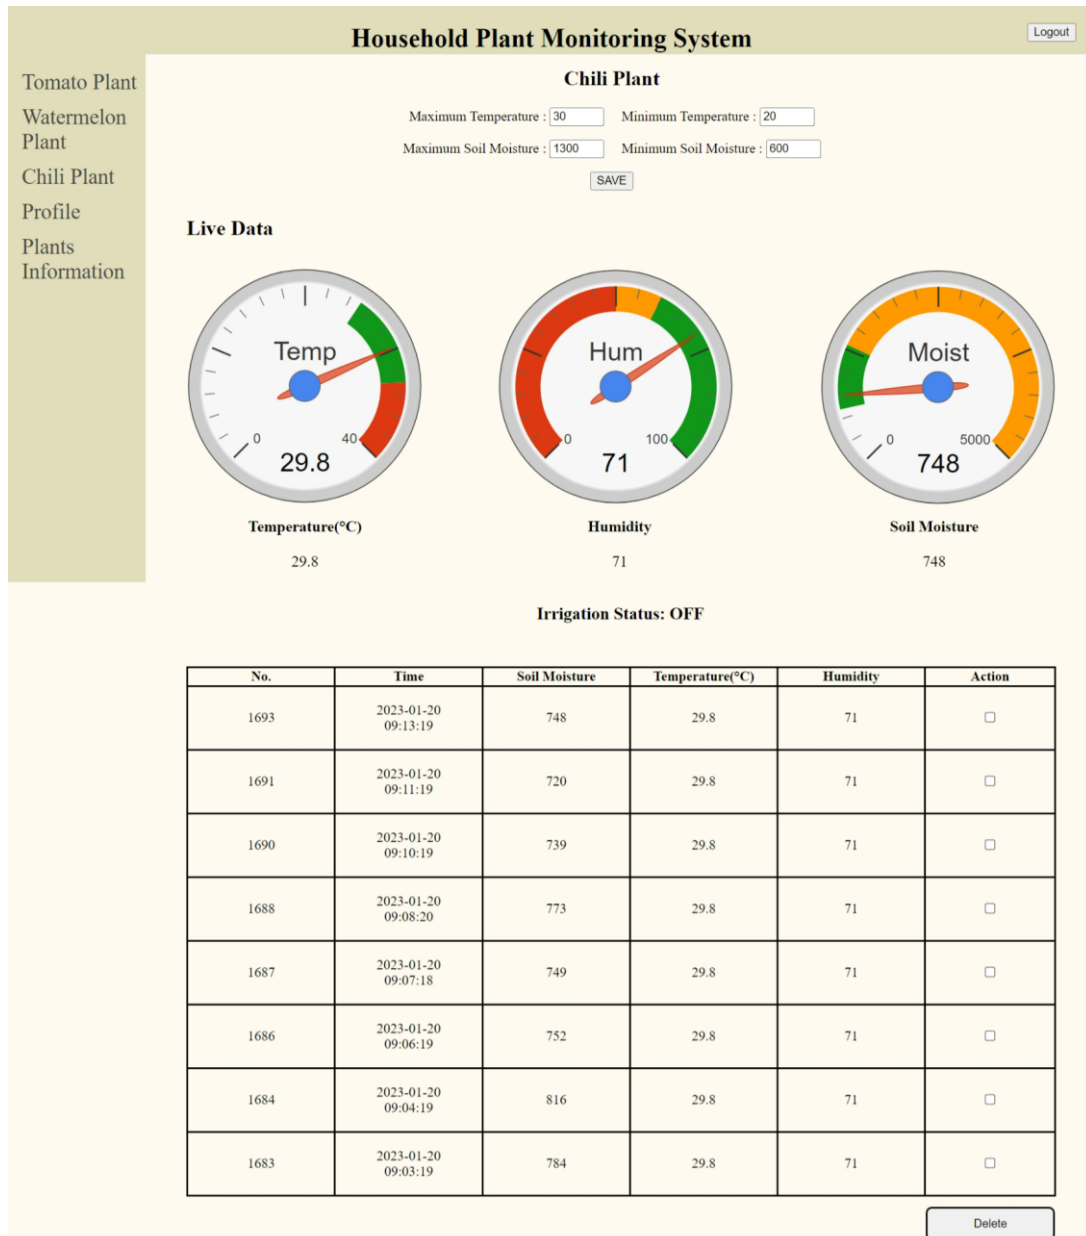 Household Plant Monitoring System
Logout
Tomato Plant
Watermelon
Plant
Chili Plant
Profile
Plants
Information
Chili Plant
Maximum Temperature : 30 Minimum Temperature : 20
Maximum Soil Moisture : 1300 Minimum Soil Moisture : 600
SAVE
Live Data
Temp
0 40
29.8
Hum
0 100
71
Moist
0 5000
748
Temperature(°C) Humidity Soil Moisture
29.8 71 748
Irrigation Status: OFF
No. Time Soil Moisture Temperature(°C) Humidity Action
1693 2023-01-20 09:13:19 748 29.8 71
1691 2023-01-20 09:11:19 720 29.8 71
1690 2023-01-20 09:10:19 739 29.8 71
1688 2023-01-20 09:08:20 773 29.8 71
1687 2023-01-20 09:07:18 749 29.8 71
1686 2023-01-20 09:06:19 752 29.8 71
1684 2023-01-20 09:04:19 816 29.8 71
1683 2023-01-20 09:03:19 784 29.8 71
Delete